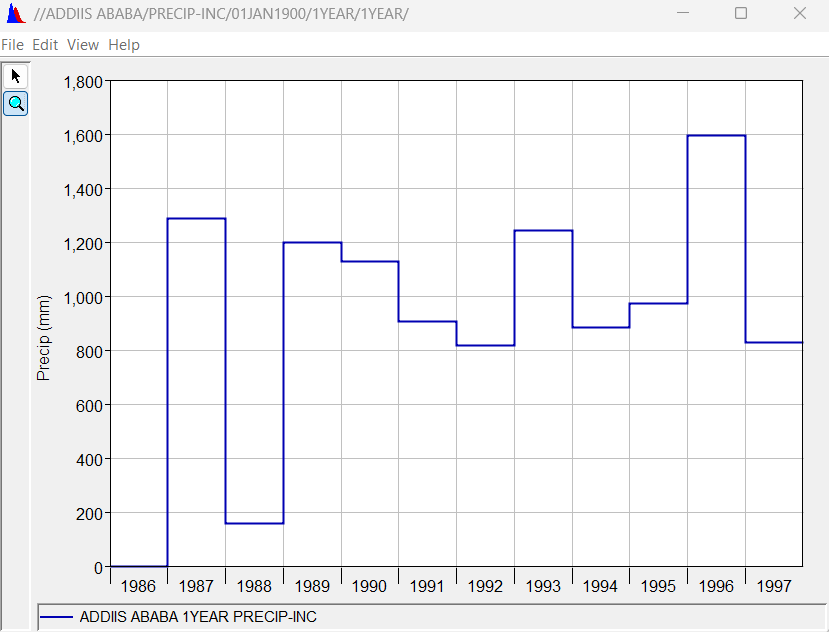 //ADDIIS ABABA/PRECIP-INC/01JAN1900/1YEAR/1YEAR/
File Edit View Help
1,800
1,600
1,400
1,200
1,000
800
600
400
200
0
Precip (mm)
1986 1987 1988 1989 1990 1991 1992 1993 1994 1995 1996 1997
ADDIIS ABABA 1YEAR PRECIP-INC